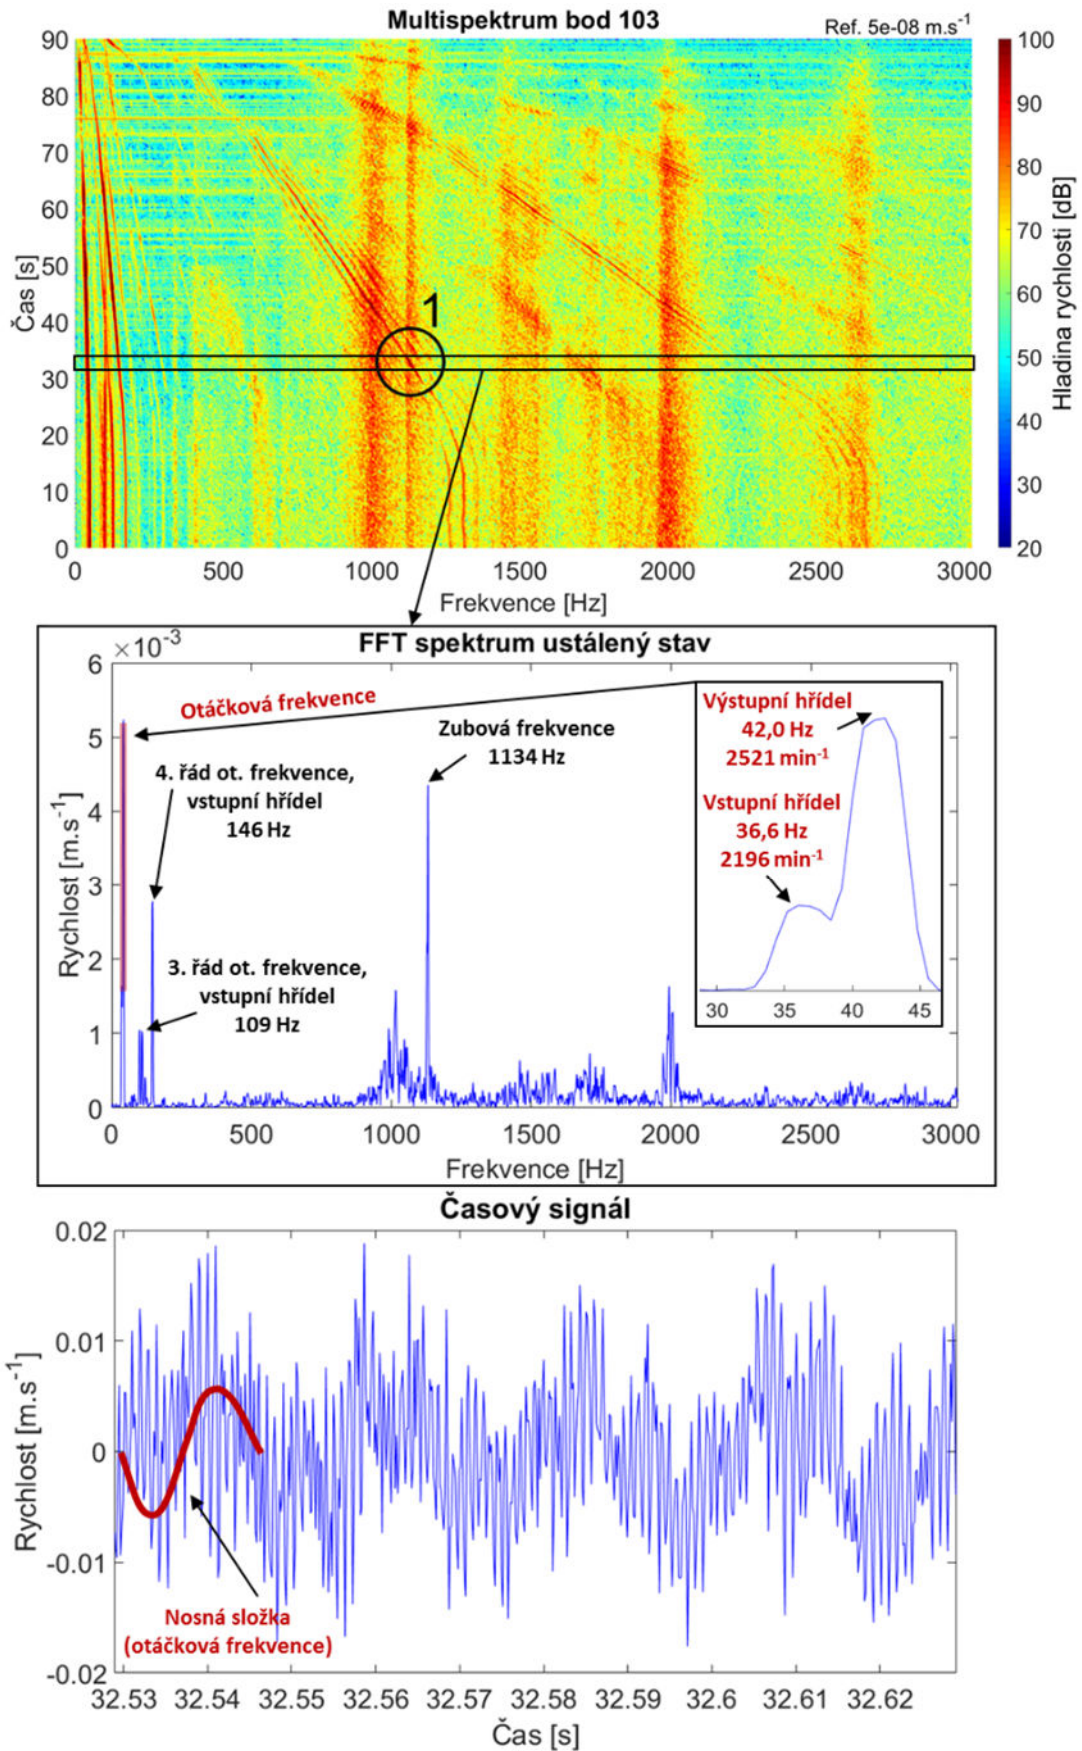 Multispektrum bod 103
Ref. 5e-08 m.s⁻¹
Čas [s]
90
80
70
60
50
40
30
20
10
0
1
0 500 1000 1500 2000 2500 3000
Frekvence [Hz]
100
90
80
70
60
50
40
30
20
Hladina rychlosti [dB]
FFT spektrum ustálený stav
×10⁻³
Rychlost [m.s⁻¹]
6
5
4
3
2
1
0
Otáčková frekvence
4. řád ot. frekvence,
vstupní hřídel
146 Hz
3. řád ot. frekvence,
vstupní hřídel
109 Hz
Zubová frekvence
1134 Hz
Výstupní hřídel
42,0 Hz
2521 min⁻¹
Vstupní hřídel
36,6 Hz
2196 min⁻¹
30 35 40 45
0 500 1000 1500 2000 2500 3000
Frekvence [Hz]
Časový signál
Rychlost [m.s⁻¹]
0.02
0.01
0
-0.01
-0.02
Nosná složka
(otáčková frekvence)
32.53 32.54 32.55 32.56 32.57 32.58 32.59 32.6 32.61 32.62
Čas [s]